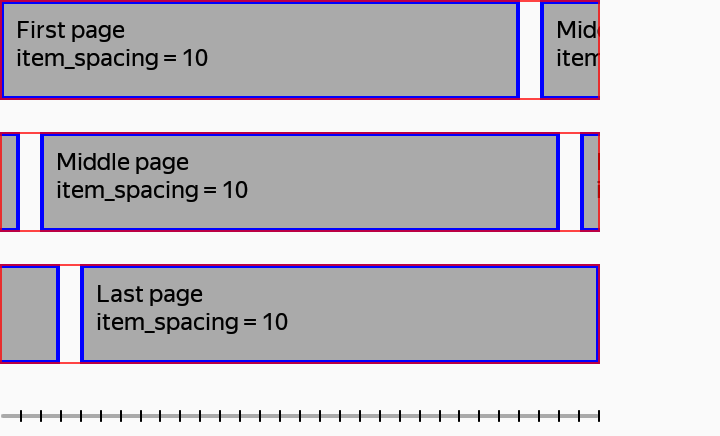 First page
item_spacing = 10
Middle page
item_spacing = 10
Last page
item_spacing = 10